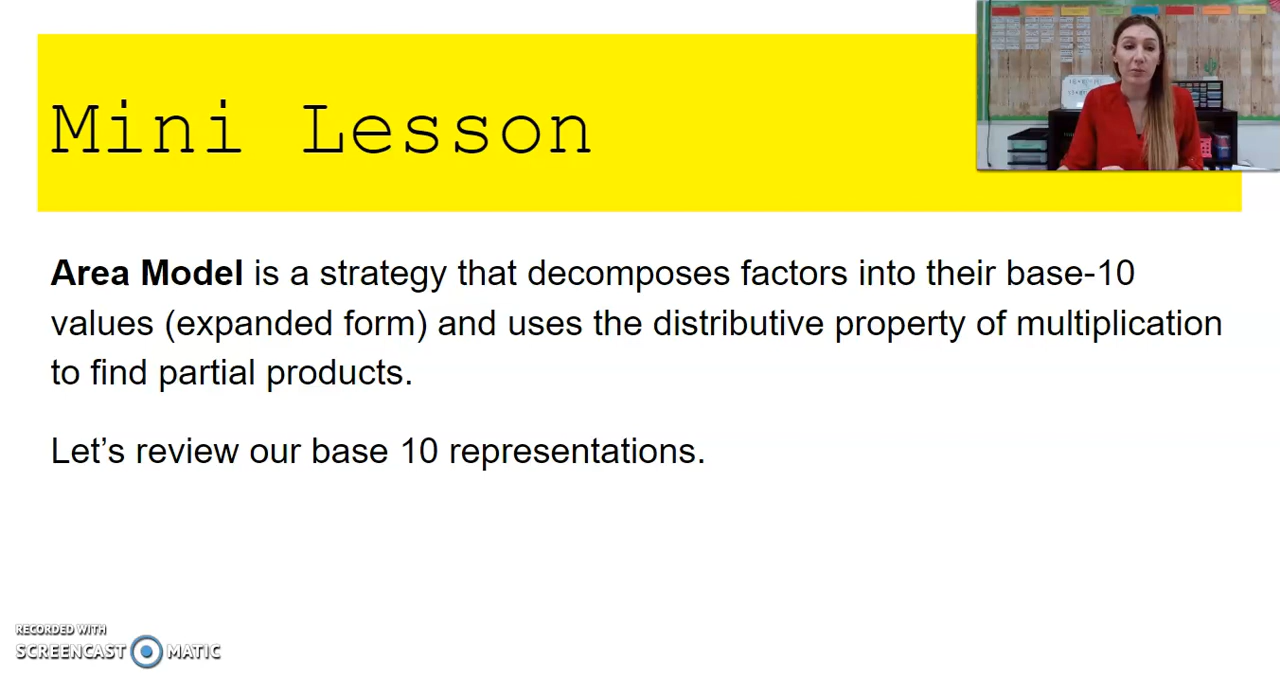 Mini Lesson
Area Model is a strategy that decomposes factors into their base-10
values (expanded form) and uses the distributive property of multiplication
to find partial products.
Let’s review our base 10 representations.
RECORDED WITH
SCREENCAST MATIC